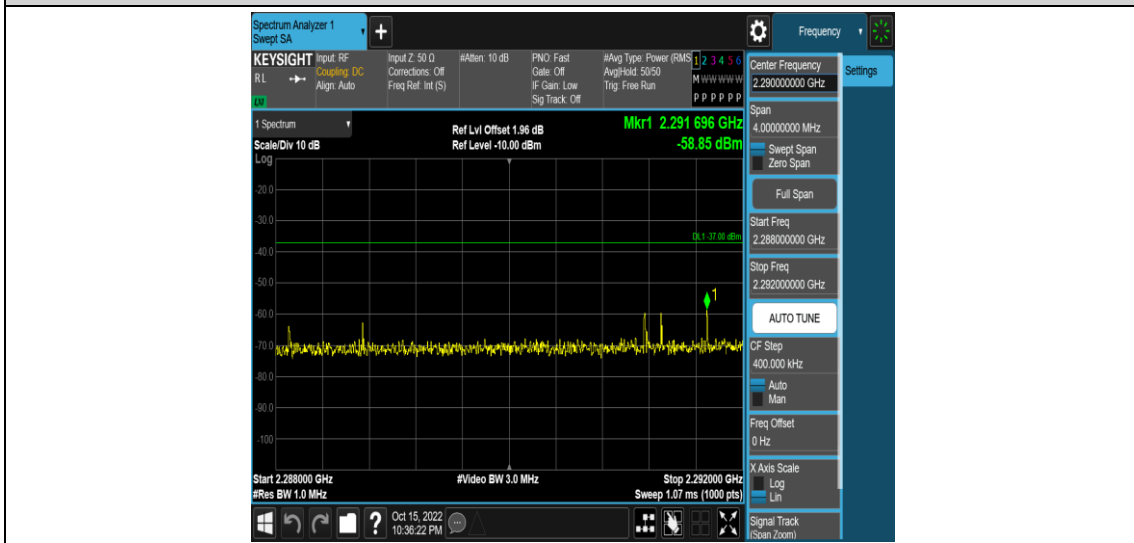 Spectrum Analyzer 1
Swept SA
+
Frequency
KEYSIGHT
RL
Input: RF
Coupling: DC
Align: Auto
Input Z: 50 Ω
Corrections: Off
Freq Ref: Int (S)
#Atten: 10 dB
PNO: Fast
Gate: Off
IF Gain: Low
Sig Track: Off
#Avg Type: Power (RMS
Avg|Hold: 50/50
Trig: Free Run
1 2 3 4 5 6
M W W W W W
P P P P P P
1 Spectrum
Scale/Div 10 dB
Ref Lvl Offset 1.96 dB
Ref Level -10.00 dBm
Mkr1 2.291 696 GHz
-58.85 dBm
Log
-20.0
-30.0
DL1 -37.00 dBm
-40.0
-50.0
1
-60.0
-70.0
-80.0
-90.0
-100
Start 2.288000 GHz
#Res BW 1.0 MHz
#Video BW 3.0 MHz
Stop 2.292000 GHz
Sweep 1.07 ms (1000 pts)
Center Frequency
2.290000000 GHz
Settings
Span
4.00000000 MHz
Swept Span
Zero Span
Full Span
Start Freq
2.288000000 GHz
Stop Freq
2.292000000 GHz
AUTO TUNE
CF Step
400.000 kHz
Auto
Man
Freq Offset
0 Hz
X Axis Scale
Log
Lin
Signal Track
(Span Zoom)
?
Oct 15, 2022
10:36:22 PM